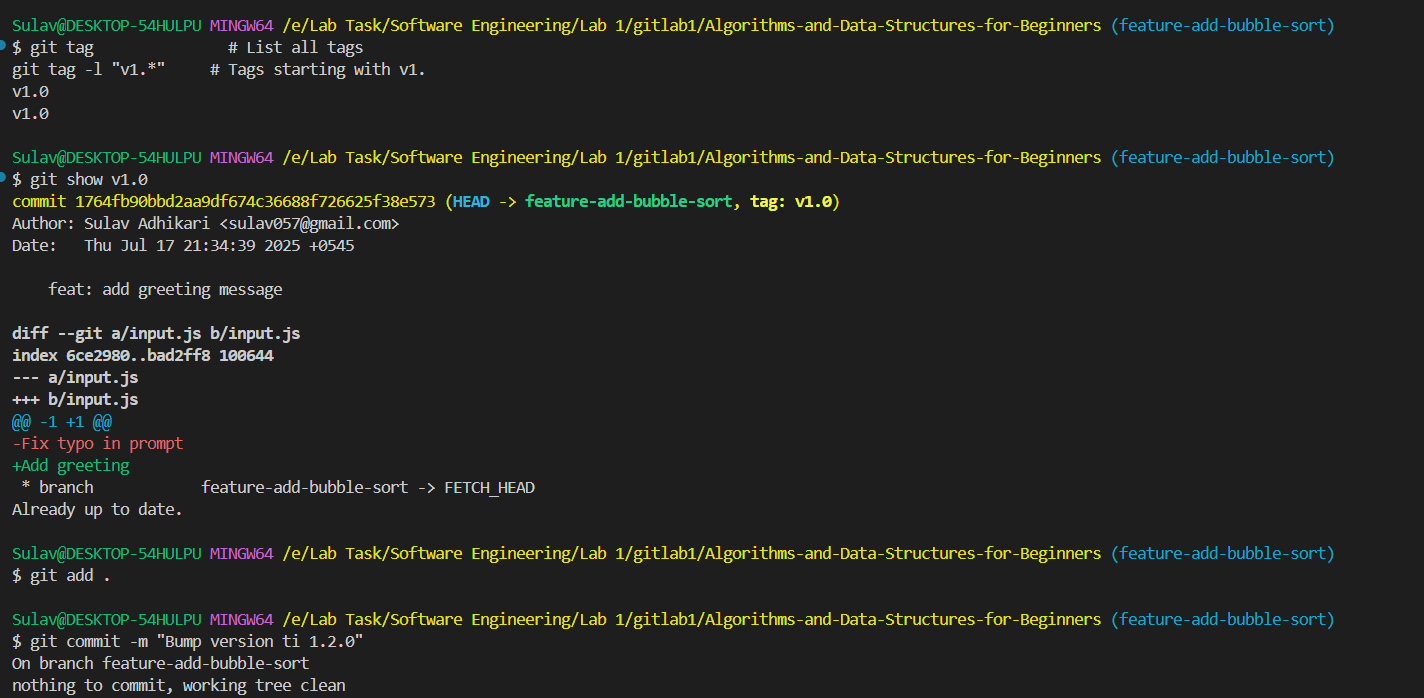 Sulav@DESKTOP-54HULPU MINGW64 /e/Lab Task/Software Engineering/Lab 1/gitlab1/Algorithms-and-Data-Structures-for-Beginners (feature-add-bubble-sort)
$ git tag               # List all tags
git tag -l "v1.*"     # Tags starting with v1.
v1.0
v1.0
Sulav@DESKTOP-54HULPU MINGW64 /e/Lab Task/Software Engineering/Lab 1/gitlab1/Algorithms-and-Data-Structures-for-Beginners (feature-add-bubble-sort)
$ git show v1.0
commit 1764fb90bbd2aa9df674c36688f726625f38e573 (HEAD -> feature-add-bubble-sort, tag: v1.0)
Author: Sulav Adhikari <sulav057@gmail.com>
Date:   Thu Jul 17 21:34:39 2025 +0545
    feat: add greeting message
diff --git a/input.js b/input.js
index 6ce2980..bad2ff8 100644
--- a/input.js
+++ b/input.js
@@ -1 +1 @@
-Fix typo in prompt
+Add greeting
 * branch            feature-add-bubble-sort -> FETCH_HEAD
Already up to date.
Sulav@DESKTOP-54HULPU MINGW64 /e/Lab Task/Software Engineering/Lab 1/gitlab1/Algorithms-and-Data-Structures-for-Beginners (feature-add-bubble-sort)
$ git add .
Sulav@DESKTOP-54HULPU MINGW64 /e/Lab Task/Software Engineering/Lab 1/gitlab1/Algorithms-and-Data-Structures-for-Beginners (feature-add-bubble-sort)
$ git commit -m "Bump version ti 1.2.0"
On branch feature-add-bubble-sort
nothing to commit, working tree clean